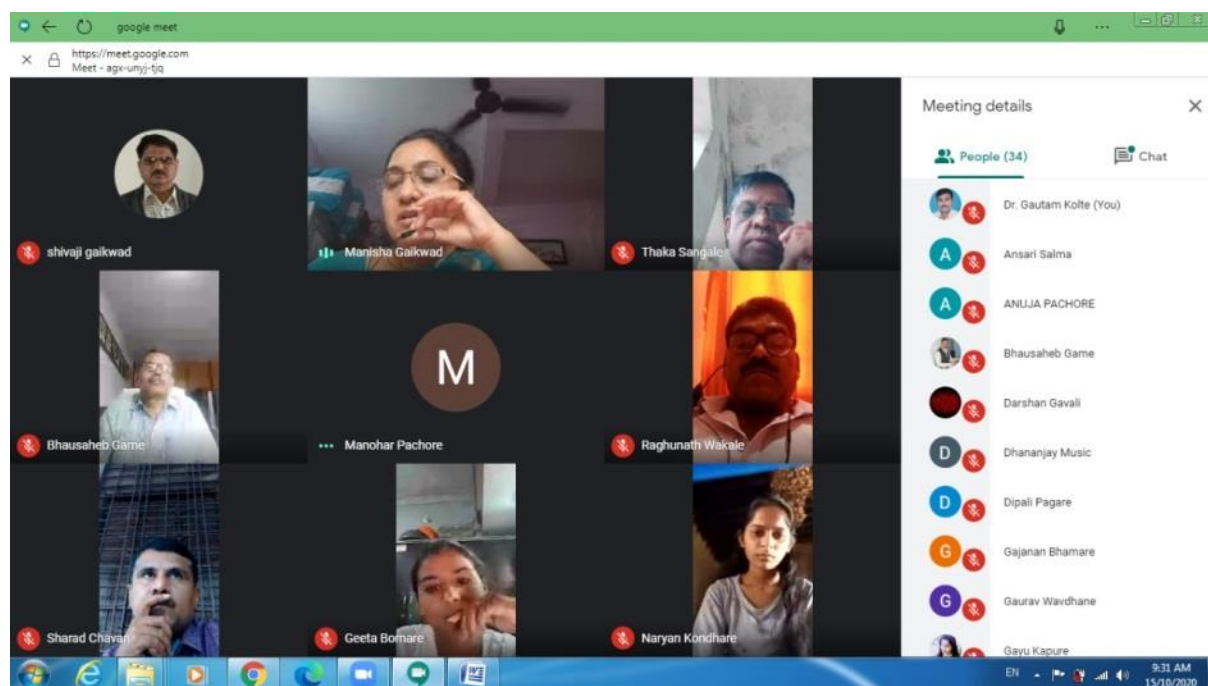 google meet
https://meet.google.com
Meet - agx-unyj-tjq
shivaji gaikwad
Manisha Gaikwad
Thaka Sangale
Bhausaheb Game
M
Manohar Pachore
Raghunath Wakale
Sharad Chavan
Geeta Bornare
Naryan Kondhare
Meeting details
People (34)
Chat
Dr. Gautam Kolte (You)
A
Ansari Salma
A
ANUJA PACHORE
Bhausaheb Game
Darshan Gavali
D
Dhananjay Music
D
Dipali Pagare
G
Gajanan Bhamare
G
Gaurav Wavdhane
Gayu Kapure
EN
9:31 AM
15/10/2020